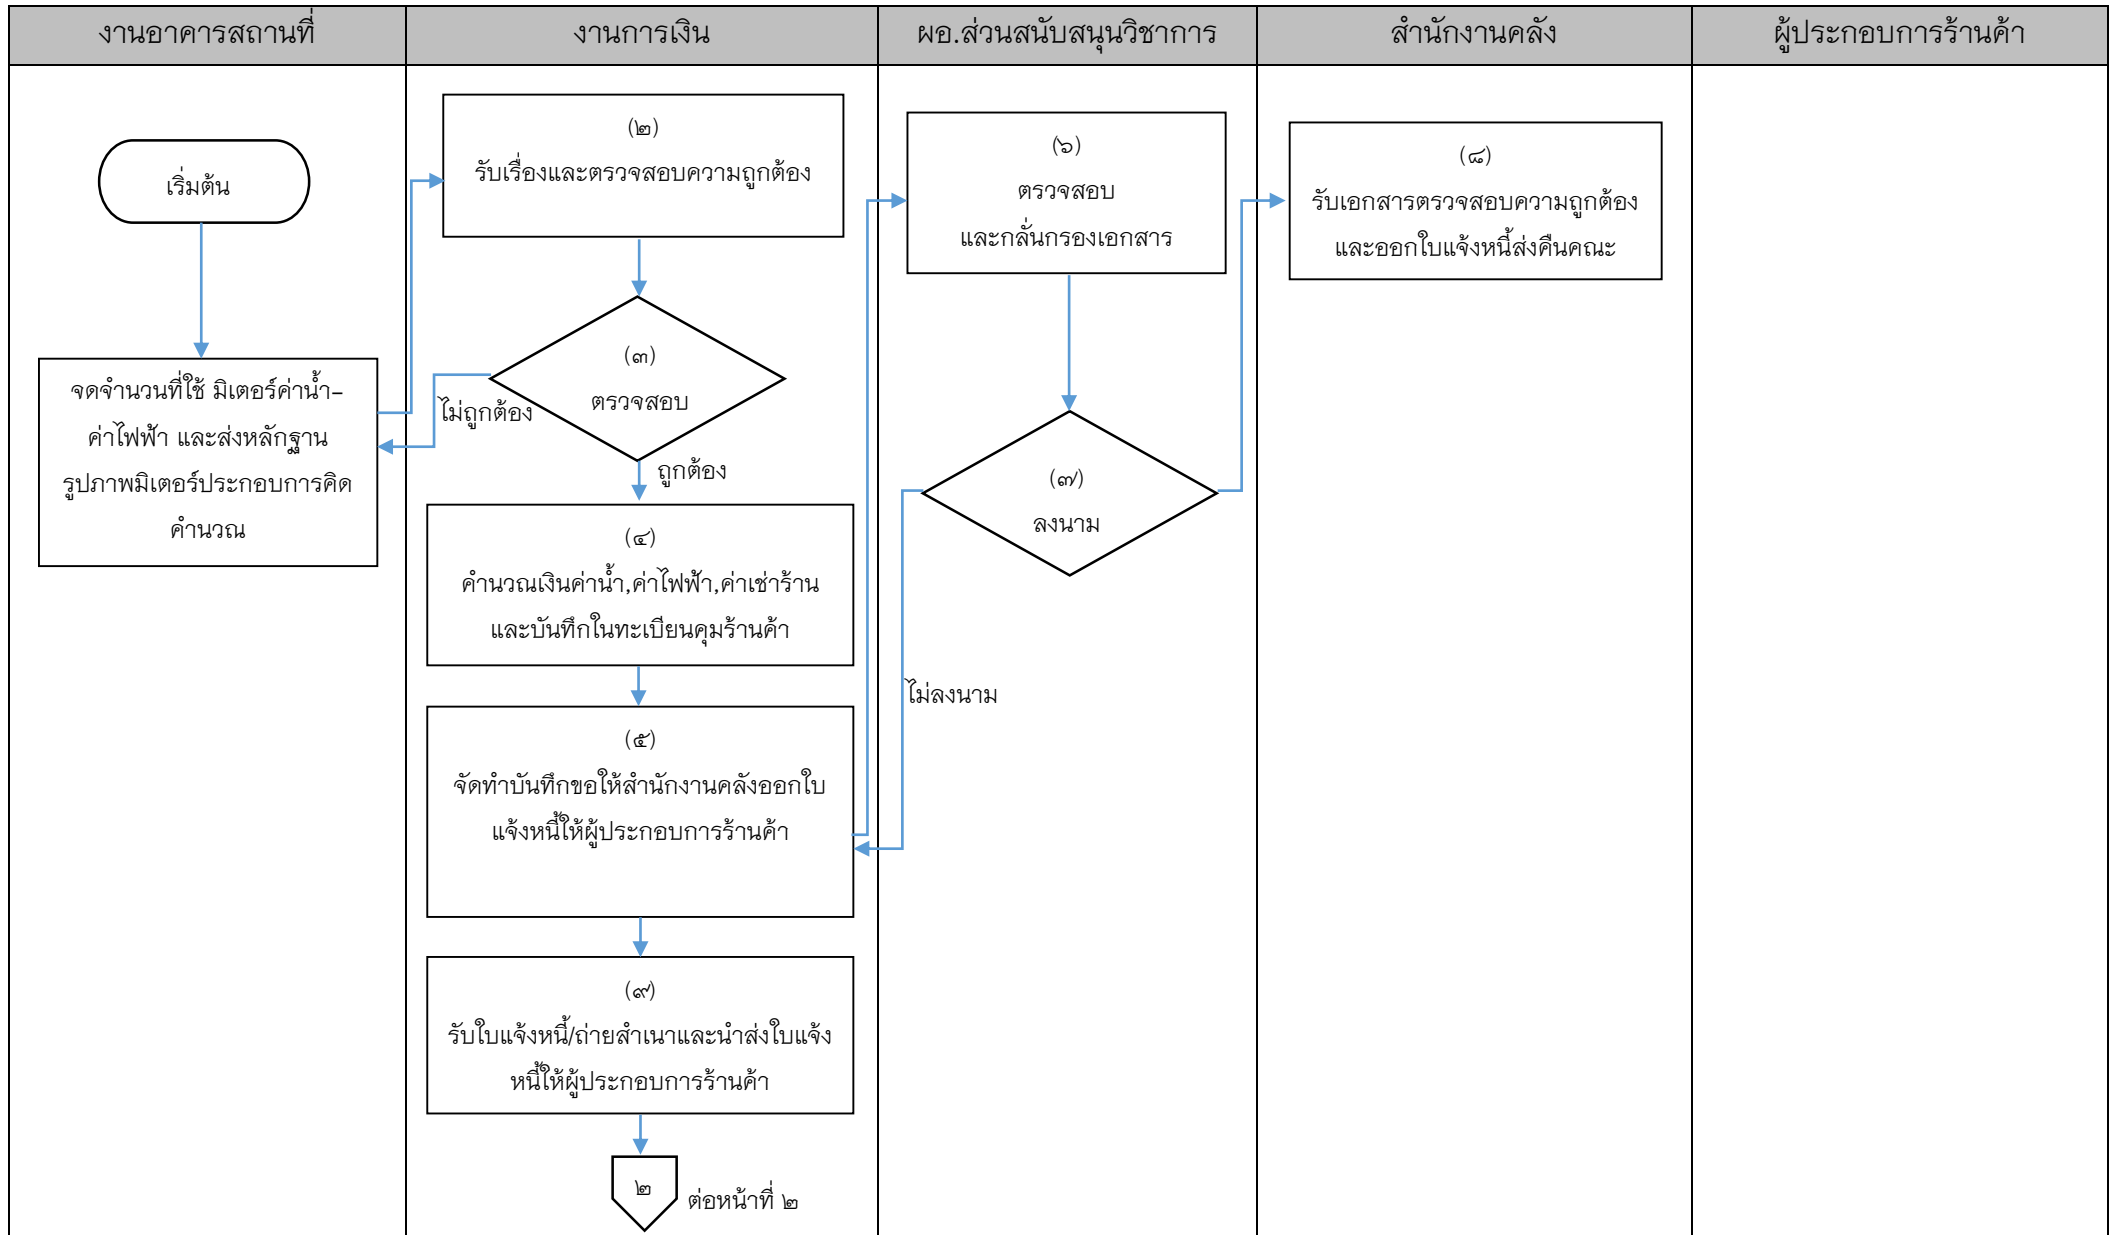 งานอาคารสถานที่
งานการเงิน
ผอ.ส่วนสนับสนุนวิชาการ
สำนักงานคลัง
ผู้ประกอบการร้านค้า
เริ่มต้น
จดจำนวนที่ใช้ มิเตอร์ค่าน้ำ-
ค่าไฟฟ้า และส่งหลักฐาน
รูปภาพมิเตอร์ประกอบการคิด
คำนวณ
(๒)
รับเรื่องและตรวจสอบความถูกต้อง
(๓)
ตรวจสอบ
ไม่ถูกต้อง
ถูกต้อง
(๔)
คำนวณเงินค่าน้ำ,ค่าไฟฟ้า,ค่าเช่าร้าน
และบันทึกในทะเบียนคุมร้านค้า
(๕)
จัดทำบันทึกขอให้สำนักงานคลังออกใบ
แจ้งหนี้ให้ผู้ประกอบการร้านค้า
(๙)
รับใบแจ้งหนี้/ถ่ายสำเนาและนำส่งใบแจ้ง
หนี้ให้ผู้ประกอบการร้านค้า
๒
ต่อหน้าที่ ๒
(๖)
ตรวจสอบ
และกลั่นกรองเอกสาร
(๗)
ลงนาม
ไม่ลงนาม
(๘)
รับเอกสารตรวจสอบความถูกต้อง
และออกใบแจ้งหนี้ส่งคืนคณะ